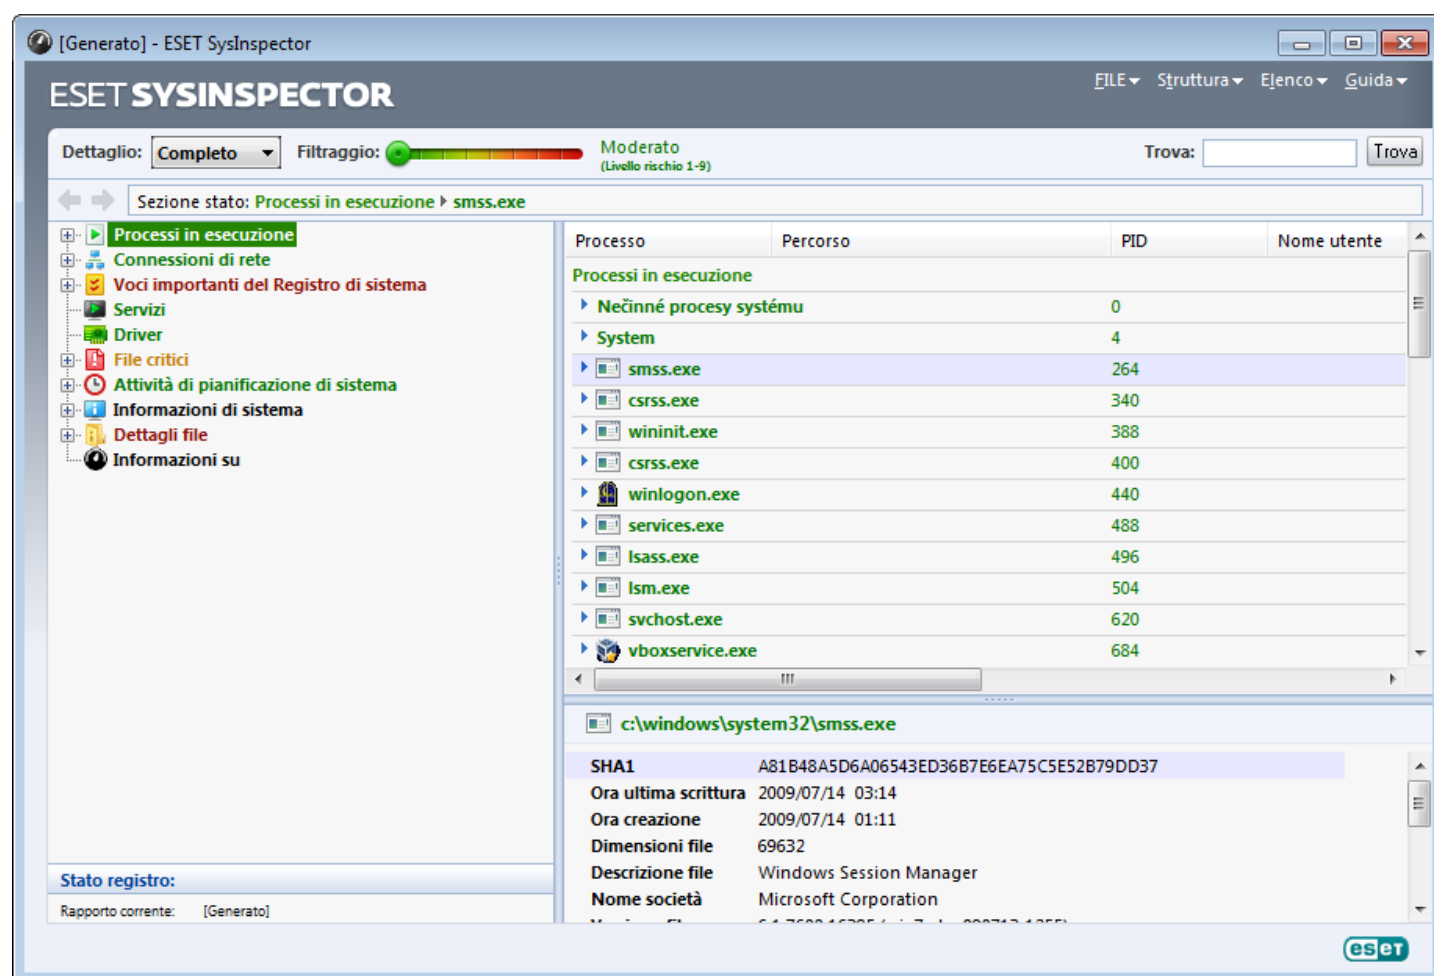 [Generato] - ESET SysInspector
ESET SYSINSPECTOR
FILE Struttura Elenco Guida
Dettaglio: Completo Filtraggio: Moderato Trova: Trova
(Livello rischio 1-9)
Sezione stato: Processi in esecuzione smss.exe
Processi in esecuzione
Connessioni di rete
Voci importanti del Registro di sistema
Servizi
Driver
File critici
Attività di pianificazione di sistema
Informazioni di sistema
Dettagli file
Informazioni su
Processo Percorso PID Nome utente
Processi in esecuzione
Nečinné procesy systému 0
System 4
smss.exe 264
csrss.exe 340
wininit.exe 388
csrss.exe 400
winlogon.exe 440
services.exe 488
lsass.exe 496
lsm.exe 504
svchost.exe 620
vboxservice.exe 684
c:\windows\system32\smss.exe
SHA1 A81B48A5D6A06543ED36B7E6EA75C5E52B79DD37
Ora ultima scrittura 2009/07/14 03:14
Ora creazione 2009/07/14 01:11
Dimensioni file 69632
Descrizione file Windows Session Manager
Nome società Microsoft Corporation
Stato registro:
Rapporto corrente: [Generato]
eseT